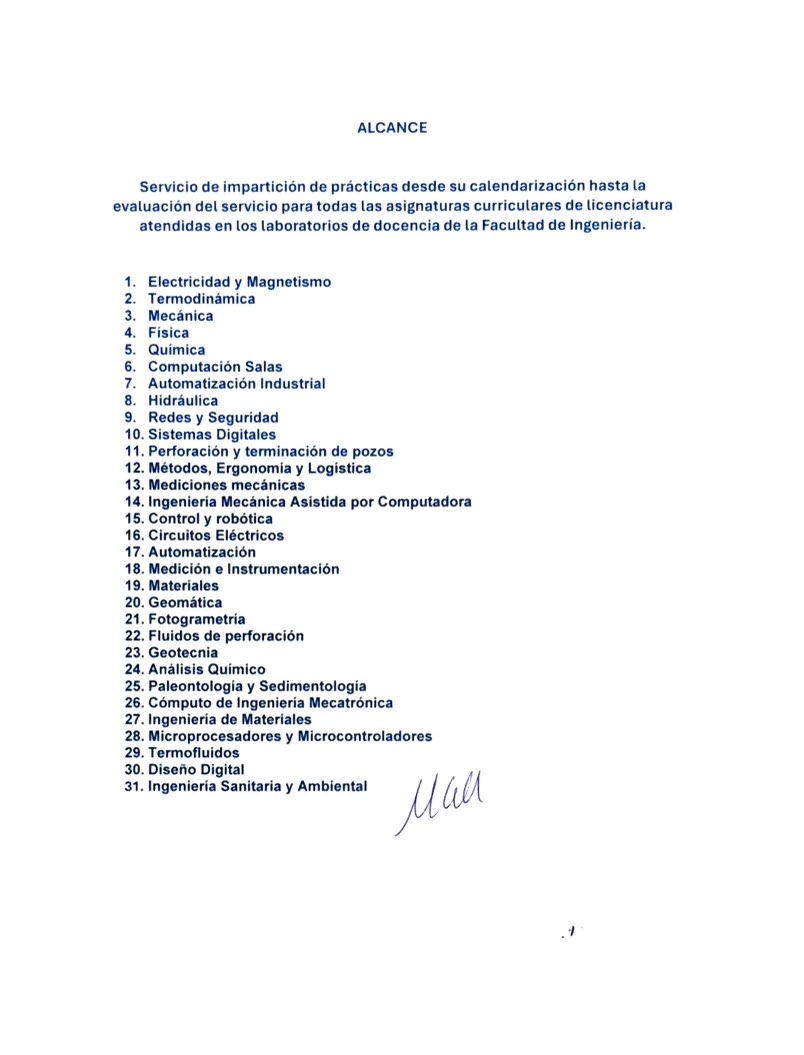 ALCANCE
Servicio de impartición de prácticas desde su calendarización hasta la
evaluación del servicio para todas las asignaturas curriculares de licenciatura
atendidas en los laboratorios de docencia de la Facultad de Ingeniería.
1. Electricidad y Magnetismo
2. Termodinámica
3. Mecánica
4. Física
5. Química
6. Computación Salas
7. Automatización Industrial
8. Hidráulica
9. Redes y Seguridad
10. Sistemas Digitales
11. Perforación y terminación de pozos
12. Métodos, Ergonomía y Logística
13. Mediciones mecánicas
14. Ingeniería Mecánica Asistida por Computadora
15. Control y robótica
16. Circuitos Eléctricos
17. Automatización
18. Medición e Instrumentación
19. Materiales
20. Geomática
21. Fotogrametría
22. Fluidos de perforación
23. Geotecnia
24. Análisis Químico
25. Paleontología y Sedimentología
26. Cómputo de Ingeniería Mecatrónica
27. Ingeniería de Materiales
28. Microprocesadores y Microcontroladores
29. Termofluidos
30. Diseño Digital
31. Ingeniería Sanitaria y Ambiental